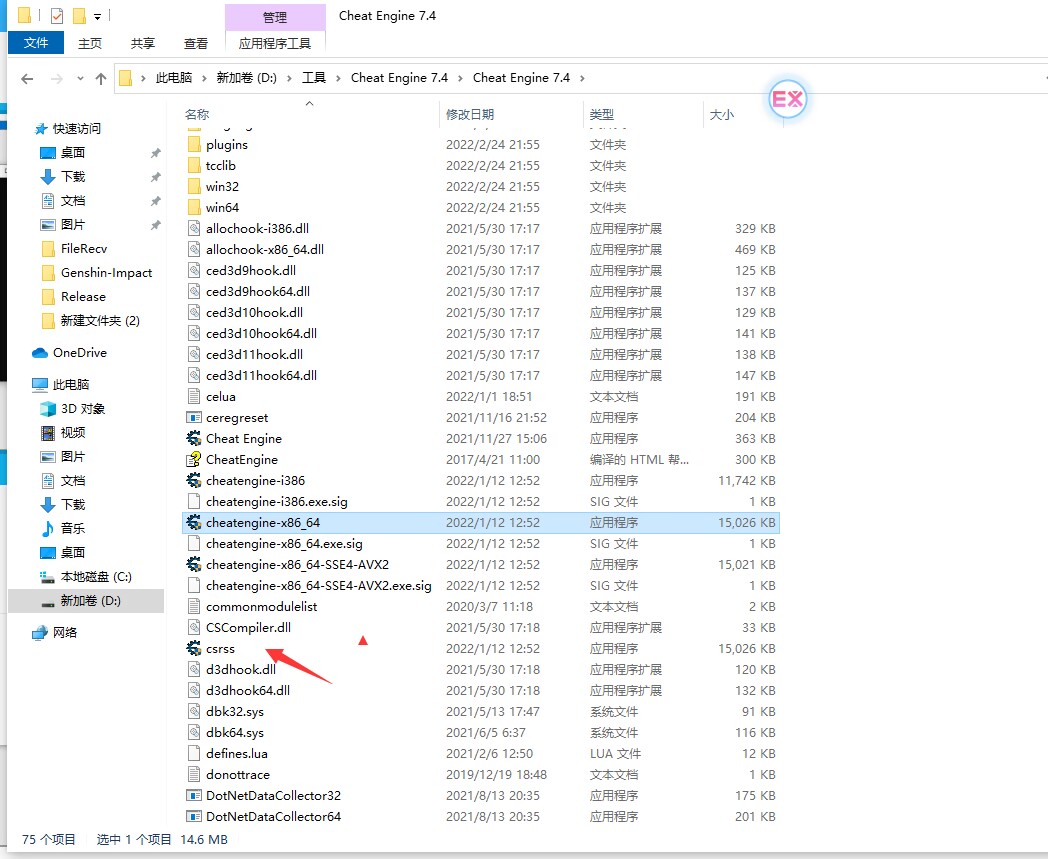 管理
Cheat Engine 7.4
文件 主页 共享 查看 应用程序工具
此电脑 新加卷 (D:) 工具 Cheat Engine 7.4 Cheat Engine 7.4
EX
名称 修改日期 类型 大小
快速访问
桌面
下载
文档
图片
FileRecv
Genshin-Impact
Release
新建文件夹 (2)
OneDrive
此电脑
3D 对象
视频
图片
文档
下载
音乐
桌面
本地磁盘 (C:)
新加卷 (D:)
网络
plugins 2022/2/24 21:55 文件夹
tcclib 2022/2/24 21:55 文件夹
win32 2022/2/24 21:55 文件夹
win64 2022/2/24 21:55 文件夹
allochook-i386.dll 2021/5/30 17:17 应用程序扩展 329 KB
allochook-x86_64.dll 2021/5/30 17:17 应用程序扩展 469 KB
ced3d9hook.dll 2021/5/30 17:17 应用程序扩展 125 KB
ced3d9hook64.dll 2021/5/30 17:17 应用程序扩展 137 KB
ced3d10hook.dll 2021/5/30 17:17 应用程序扩展 129 KB
ced3d10hook64.dll 2021/5/30 17:17 应用程序扩展 141 KB
ced3d11hook.dll 2021/5/30 17:17 应用程序扩展 138 KB
ced3d11hook64.dll 2021/5/30 17:17 应用程序扩展 147 KB
celua 2022/1/1 18:51 文本文档 191 KB
ceregreset 2021/11/16 21:52 应用程序 204 KB
Cheat Engine 2021/11/27 15:06 应用程序 363 KB
CheatEngine 2017/4/21 11:00 编译的 HTML 帮... 300 KB
cheatengine-i386 2022/1/12 12:52 应用程序 11,742 KB
cheatengine-i386.exe.sig 2022/1/12 12:52 SIG 文件 1 KB
cheatengine-x86_64 2022/1/12 12:52 应用程序 15,026 KB
cheatengine-x86_64.exe.sig 2022/1/12 12:52 SIG 文件 1 KB
cheatengine-x86_64-SSE4-AVX2 2022/1/12 12:52 应用程序 15,021 KB
cheatengine-x86_64-SSE4-AVX2.exe.sig 2022/1/12 12:52 SIG 文件 1 KB
commonmodulelist 2020/3/7 11:18 文本文档 2 KB
CSCompiler.dll 2021/5/30 17:18 应用程序扩展 33 KB
csrss 2022/1/12 12:52 应用程序 15,026 KB
d3dhook.dll 2021/5/30 17:18 应用程序扩展 120 KB
d3dhook64.dll 2021/5/30 17:18 应用程序扩展 132 KB
dbk32.sys 2021/5/13 17:47 系统文件 91 KB
dbk64.sys 2021/6/5 6:37 系统文件 116 KB
defines.lua 2021/2/6 12:50 LUA 文件 12 KB
donottrace 2019/12/19 18:48 文本文档 1 KB
DotNetDataCollector32 2021/8/13 20:35 应用程序 175 KB
DotNetDataCollector64 2021/8/13 20:35 应用程序 201 KB
75 个项目 选中 1 个项目 14.6 MB